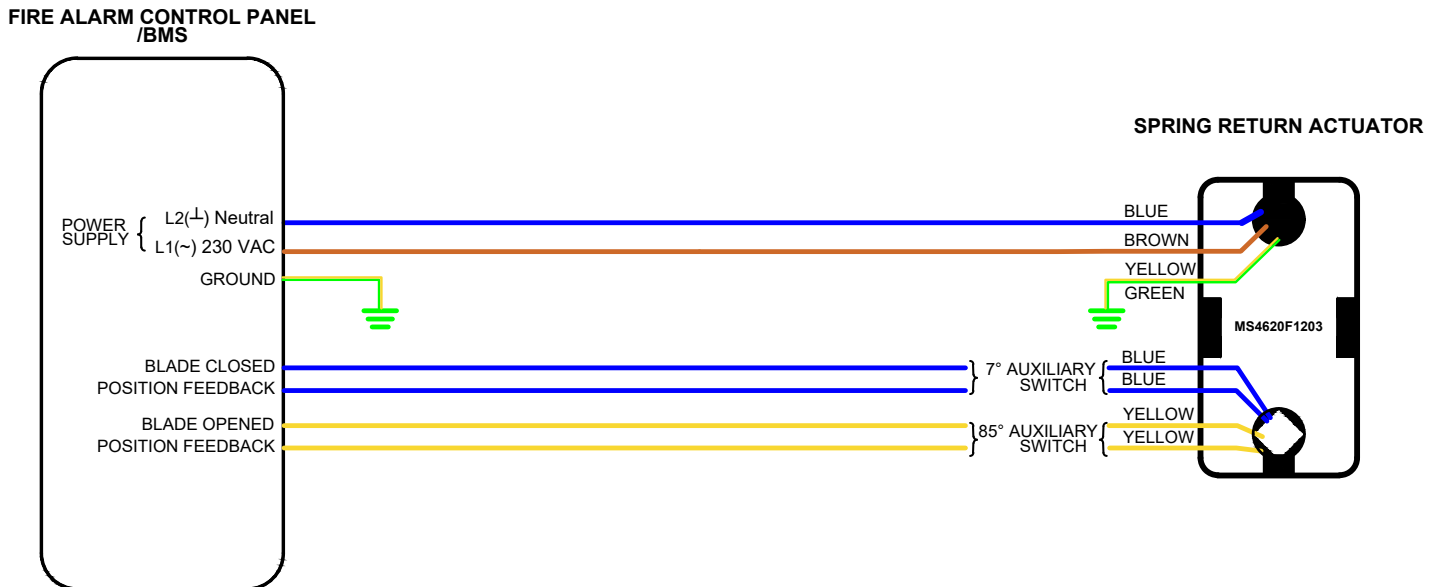 FIRE ALARM CONTROL PANEL
/BMS
SPRING RETURN ACTUATOR
POWER
SUPPLY
{
L2(⊥) Neutral
L1(~) 230 VAC
GROUND
BLUE
BROWN
YELLOW
GREEN
MS4620F1203
BLADE CLOSED
POSITION FEEDBACK
} 7° AUXILIARY {
SWITCH
BLUE
BLUE
BLADE OPENED
POSITION FEEDBACK
} 85° AUXILIARY {
SWITCH
YELLOW
YELLOW